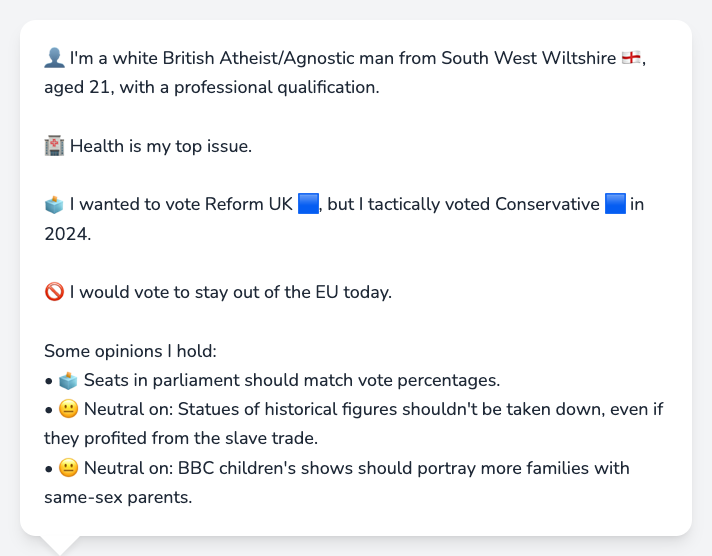 👤 I'm a white British Atheist/Agnostic man from South West Wiltshire 🏴󠁧󠁢󠁥󠁮󠁧󠁿,
aged 21, with a professional qualification.
🏥 Health is my top issue.
🗳️ I wanted to vote Reform UK 🟦, but I tactically voted Conservative 🟦 in
2024.
🚫 I would vote to stay out of the EU today.
Some opinions I hold:
• 🗳️ Seats in parliament should match vote percentages.
• 😐 Neutral on: Statues of historical figures shouldn't be taken down, even if
they profited from the slave trade.
• 😐 Neutral on: BBC children's shows should portray more families with
same-sex parents.